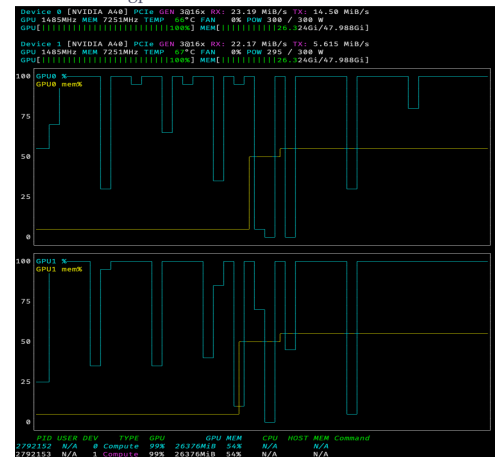 Device 0 [NVIDIA A40] PCIe GEN 3@16x RX: 23.19 MiB/s TX: 14.50 MiB/s
GPU 1485MHz MEM 7251MHz TEMP 66°C FAN 0% POW 300 / 300 W
GPU[||||||||||||||||||||100%] MEM[|||||||||||26.324Gi/47.988Gi]
Device 1 [NVIDIA A40] PCIe GEN 3@16x RX: 22.17 MiB/s TX: 5.615 MiB/s
GPU 1485MHz MEM 7251MHz TEMP 67°C FAN 0% POW 295 / 300 W
GPU[||||||||||||||||||||100%] MEM[|||||||||||26.324Gi/47.988Gi]
100 GPU0 %
GPU0 mem%
75
50
25
0
100 GPU1 %
GPU1 mem%
75
50
25
0
PID USER DEV TYPE GPU GPU MEM CPU HOST MEM Command
2792152 N/A 0 Compute 99% 26376MiB 54% N/A N/A
2792153 N/A 1 Compute 99% 26376MiB 54% N/A N/A